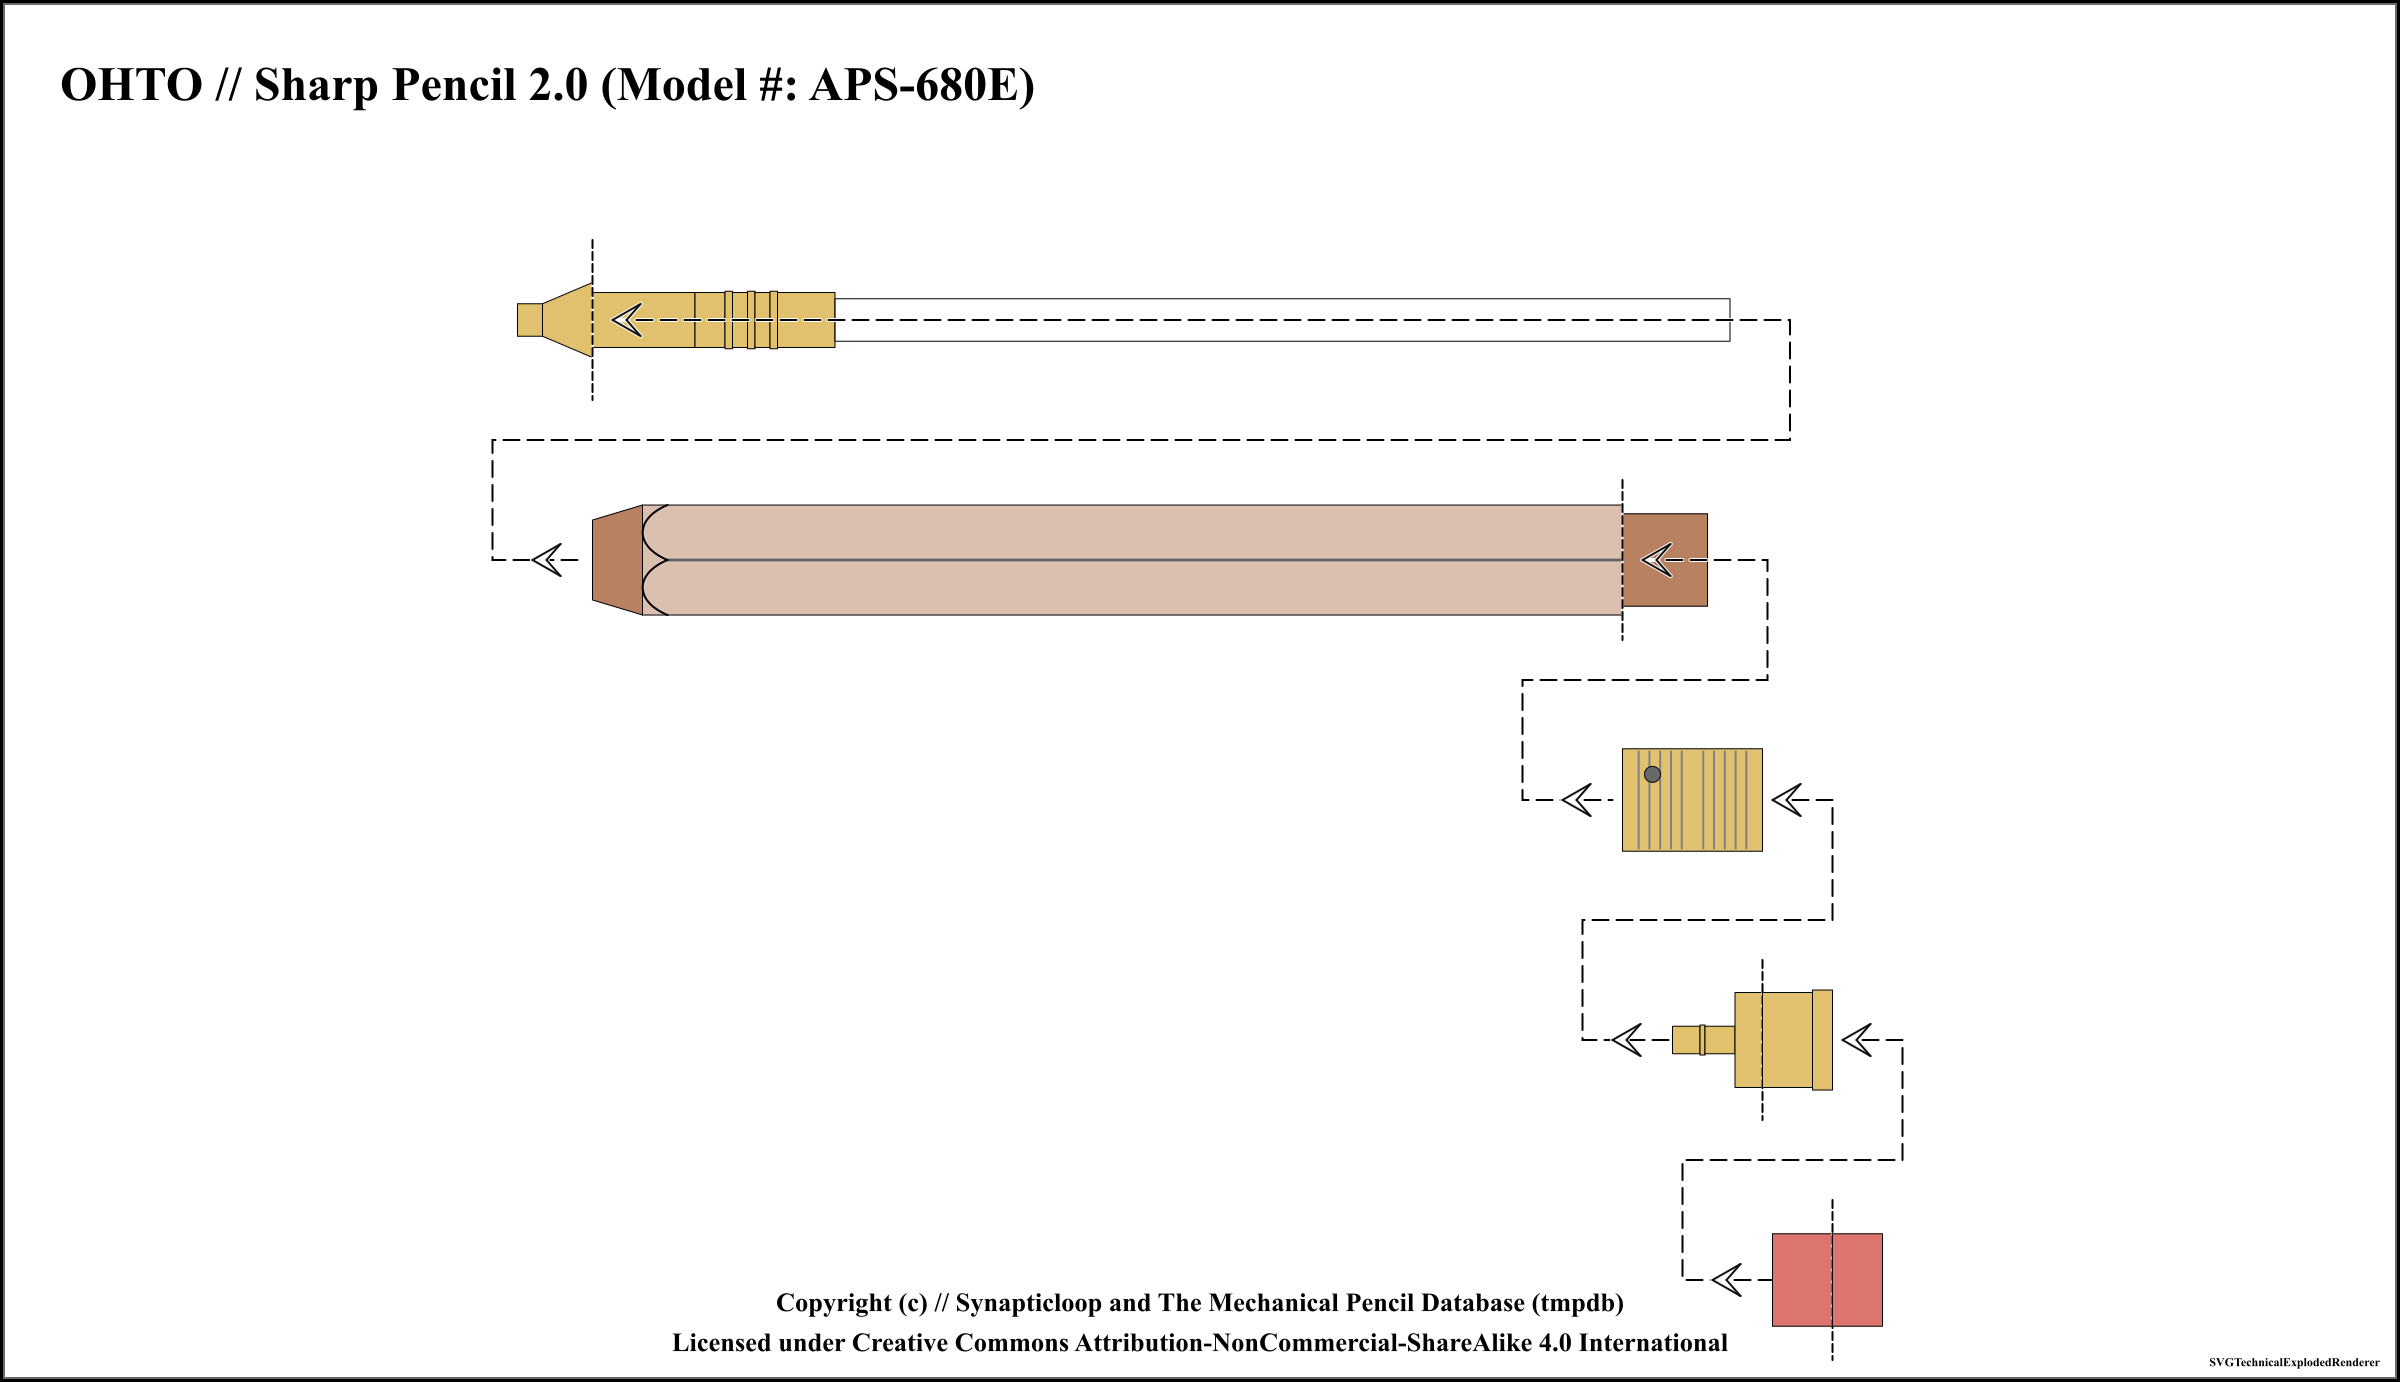 OHTO // Sharp Pencil 2.0 (Model #: APS-680E)
Copyright (c) // Synapticloop and The Mechanical Pencil Database (tmpdb)
Licensed under Creative Commons Attribution-NonCommercial-ShareAlike 4.0 International
SVGTechnicalExplodedRenderer